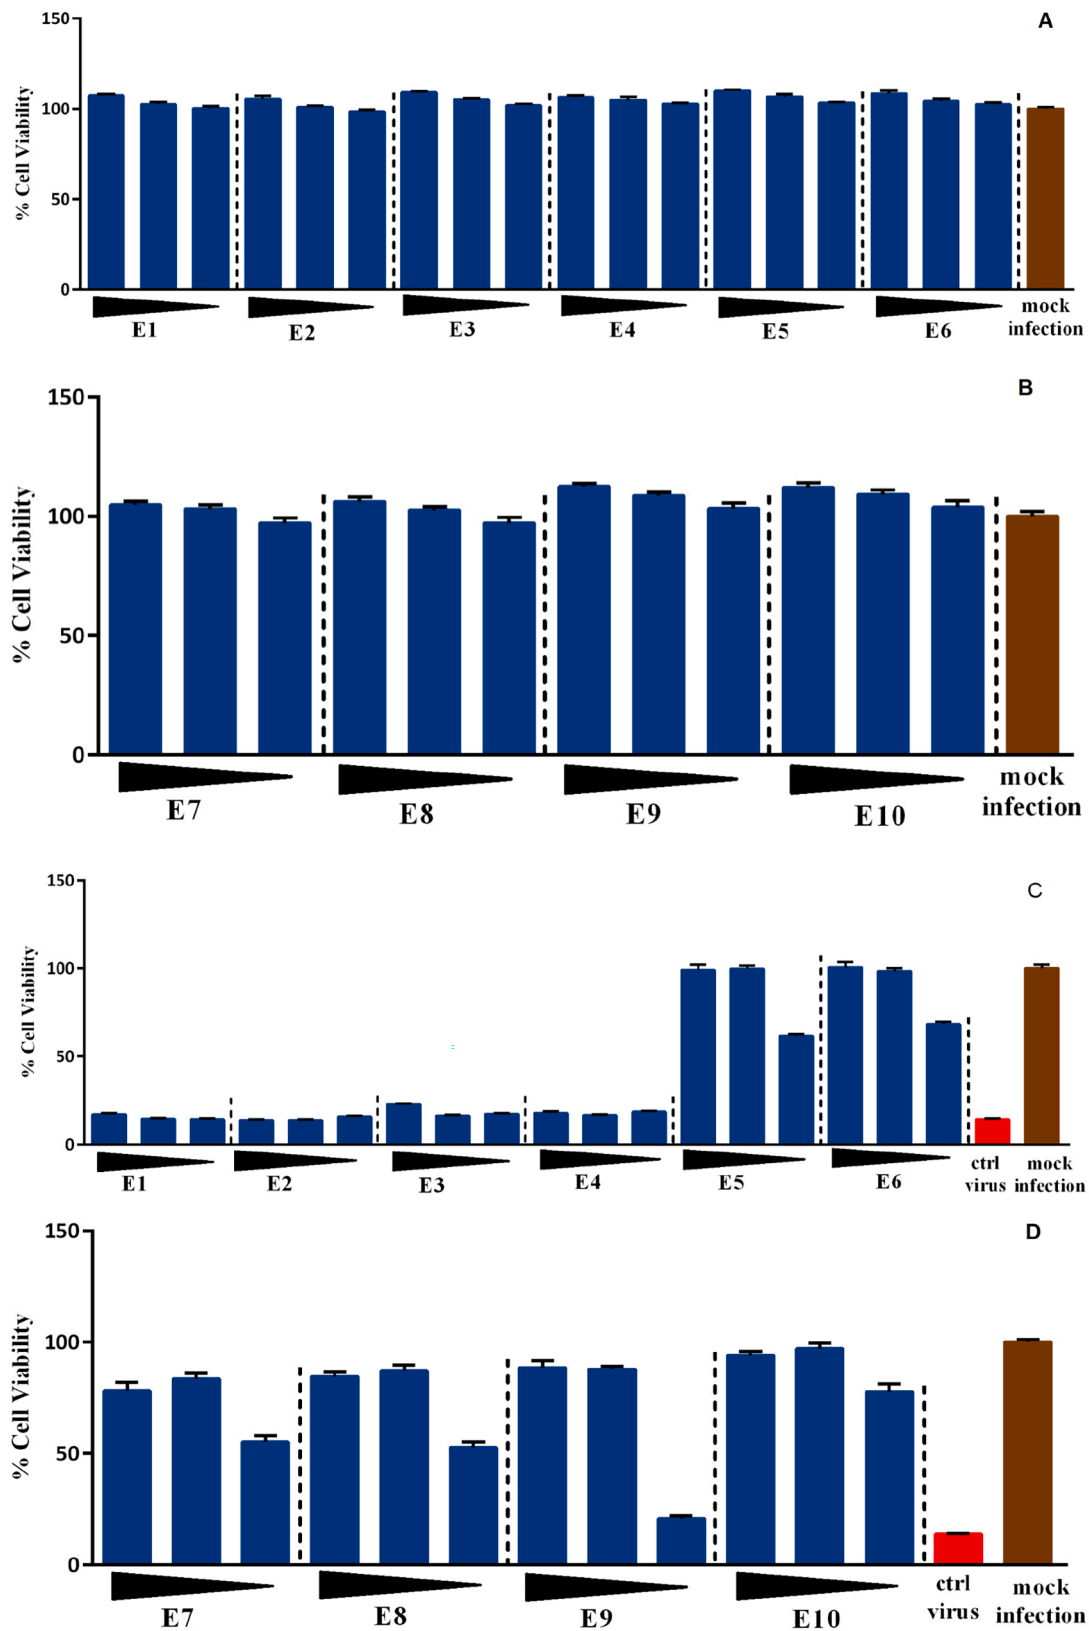 A
% Cell Viability
150
100
50
0
E1 E2 E3 E4 E5 E6 mock infection
B
% Cell Viability
150
100
50
0
E7 E8 E9 E10 mock infection
C
% Cell Viability
150
100
50
0
E1 E2 E3 E4 E5 E6 ctrl virus mock infection
D
% Cell Viability
150
100
50
0
E7 E8 E9 E10 ctrl virus mock infection